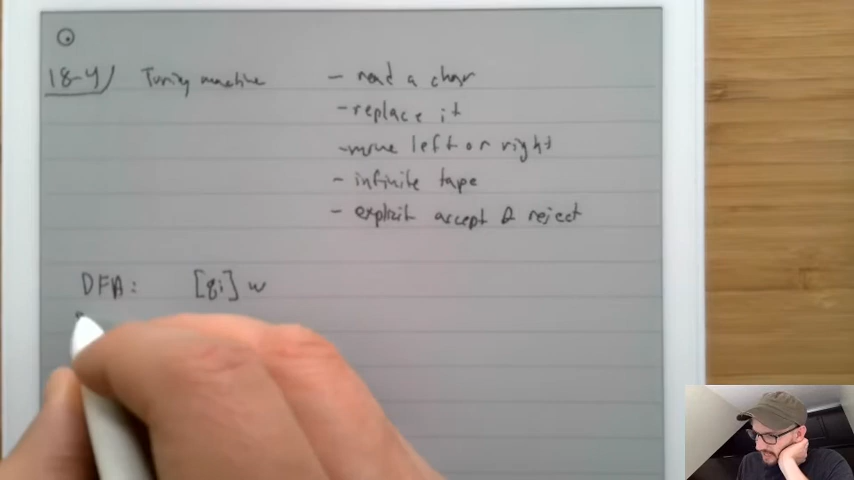 18-4/ Turing machine
- read a char
- replace it
- move left or right
- infinite tape
- explicit accept & reject
DFA: [qi] w